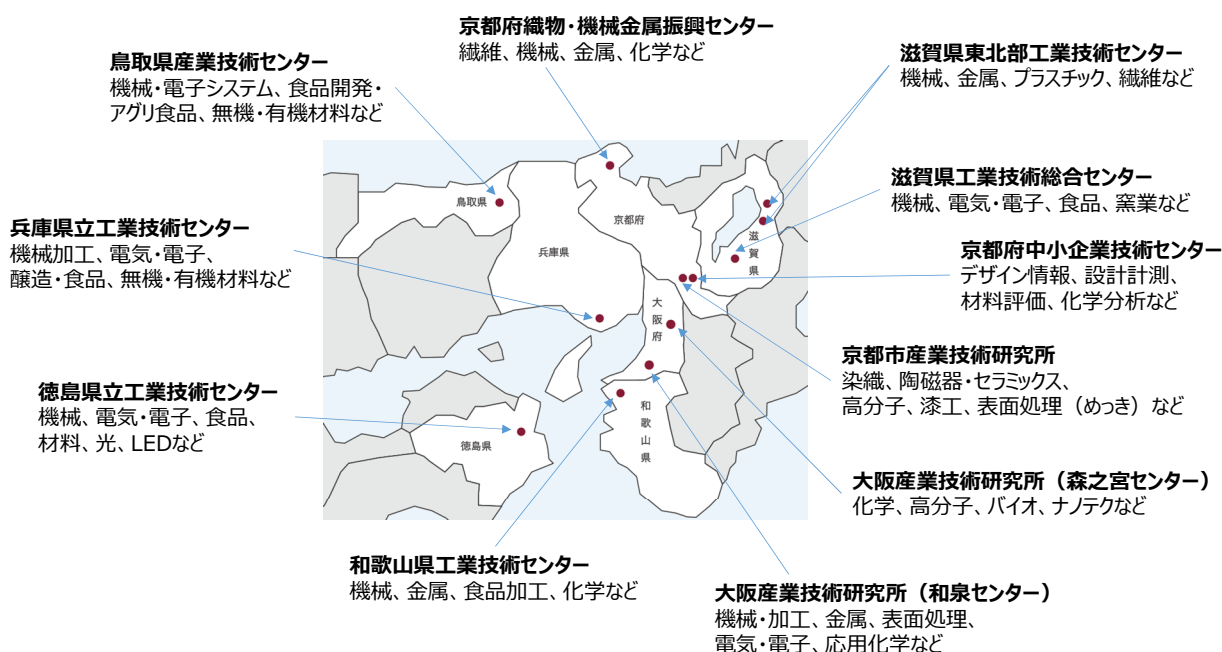 京都府織物・機械金属振興センター
繊維、機械、金属、化学など
鳥取県産業技術センター
機械・電子システム、食品開発・
アグリ食品、無機・有機材料など
滋賀県東北部工業技術センター
機械、金属、プラスチック、繊維など
滋賀県工業技術総合センター
機械、電気・電子、食品、窯業など
兵庫県立工業技術センター
機械加工、電気・電子、
醸造・食品、無機・有機材料など
京都府中小企業技術センター
デザイン情報、設計計測、
材料評価、化学分析など
鳥取県
京都府
兵庫県
滋賀県
大阪府
和歌山県
徳島県
京都市産業技術研究所
染織、陶磁器・セラミックス、
高分子、漆工、表面処理（めっき）など
徳島県立工業技術センター
機械、電気・電子、食品、
材料、光、LEDなど
大阪産業技術研究所（森之宮センター）
化学、高分子、バイオ、ナノテクなど
和歌山県工業技術センター
機械、金属、食品加工、化学など
大阪産業技術研究所（和泉センター）
機械・加工、金属、表面処理、
電気・電子、応用化学など